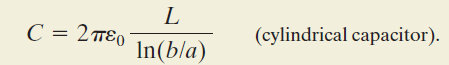 C = 2πε₀ L / ln(b/a) (cylindrical capacitor).